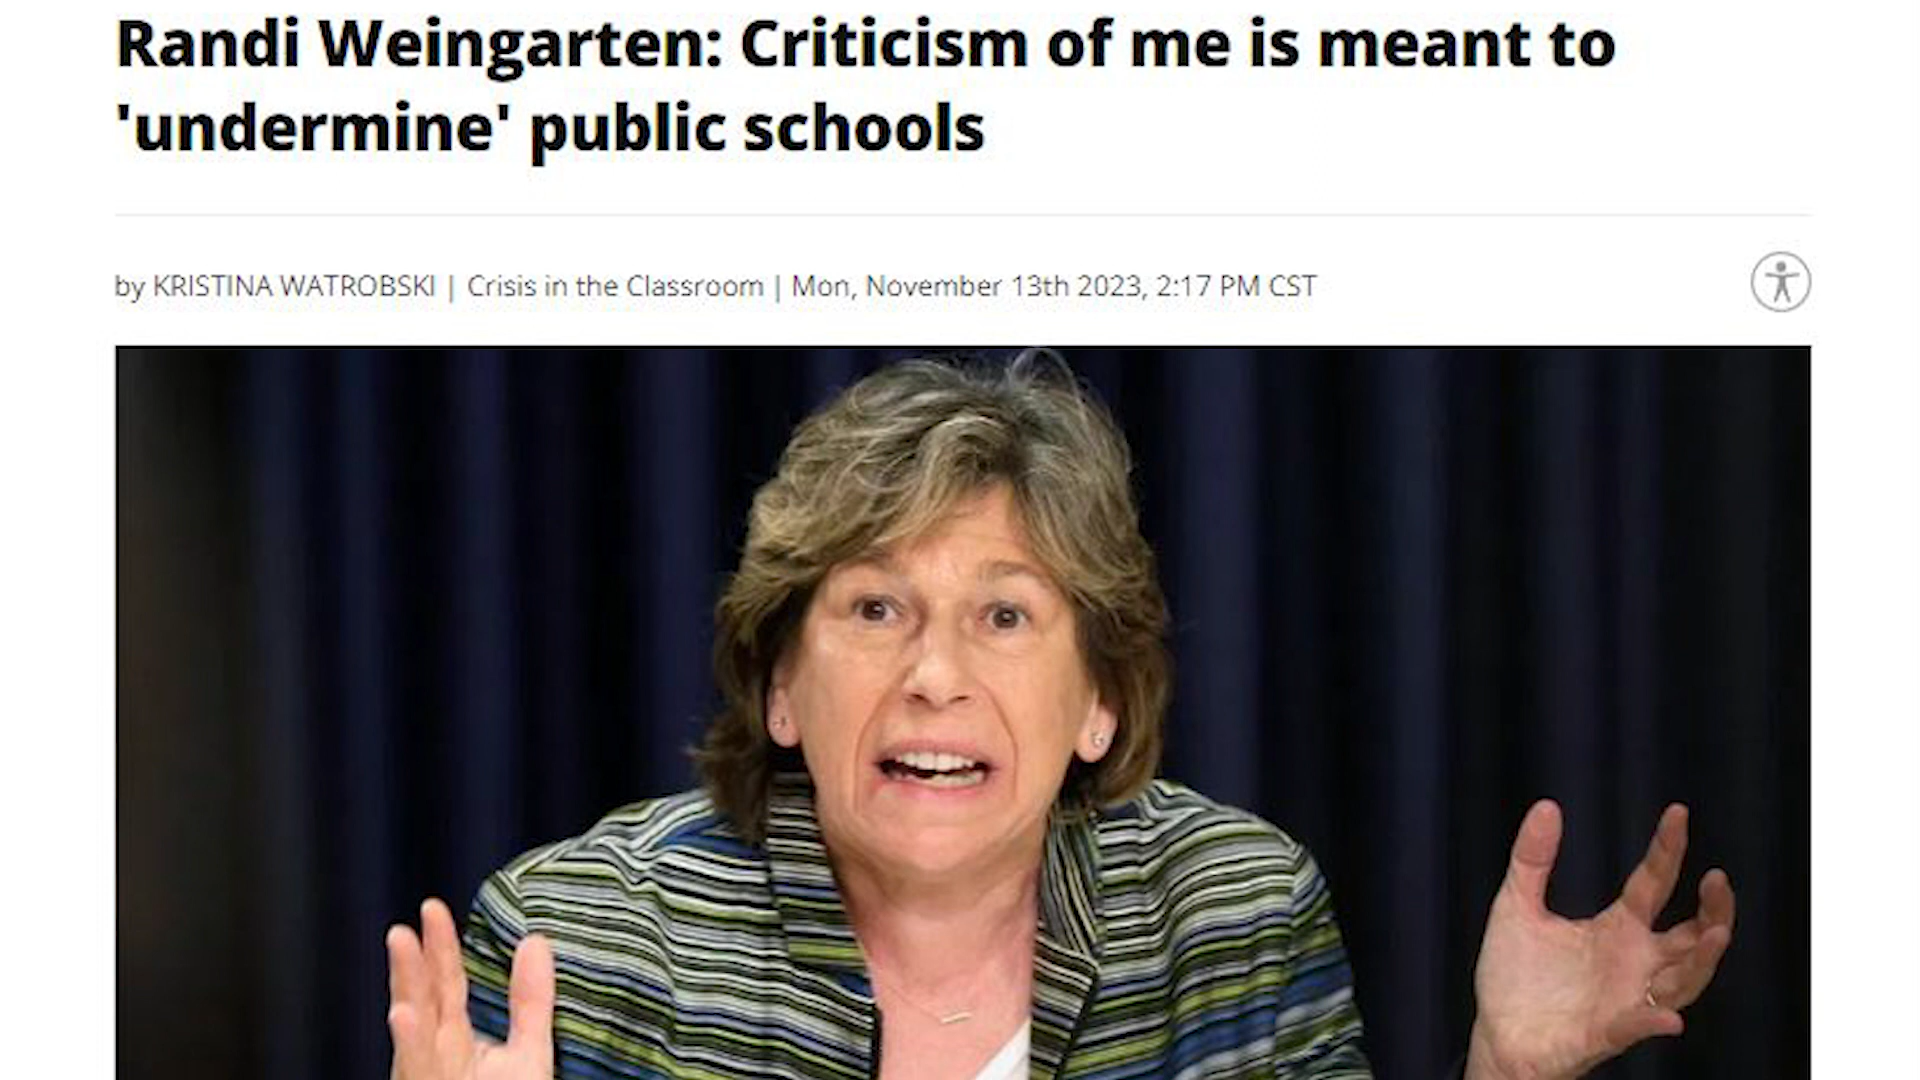 Randi Weingarten: Criticism of me is meant to
'undermine' public schools
by KRISTINA WATROBSKI | Crisis in the Classroom | Mon, November 13th 2023, 2:17 PM CST